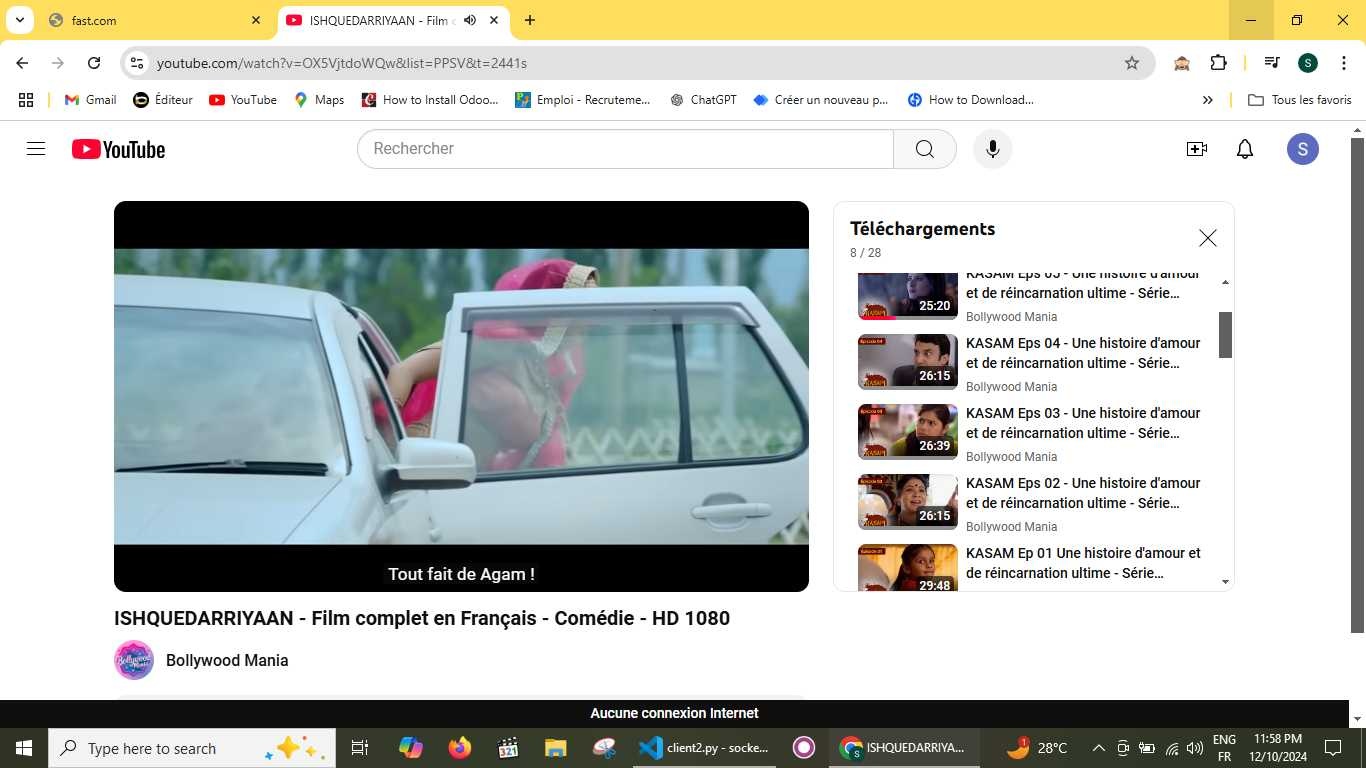 fast.com
ISHQUEDARRIYAAN - Film c
youtube.com/watch?v=OX5VjtdoWQw&list=PPSV&t=2441s
S
Gmail
Éditeur
YouTube
Maps
How to Install Odoo...
Emploi - Recruteme...
ChatGPT
Créer un nouveau p...
How to Download...
Tous les favoris
YouTube
Rechercher
S
Téléchargements
8 / 28
KASAM Eps 05 - Une histoire d'amour
et de réincarnation ultime - Série...
Bollywood Mania
25:20
KASAM Eps 04 - Une histoire d'amour
et de réincarnation ultime - Série...
Bollywood Mania
26:15
KASAM Eps 03 - Une histoire d'amour
et de réincarnation ultime - Série...
Bollywood Mania
26:39
KASAM Eps 02 - Une histoire d'amour
et de réincarnation ultime - Série...
Bollywood Mania
26:15
KASAM Ep 01 Une histoire d'amour et
de réincarnation ultime - Série...
29:48
Tout fait de Agam !
ISHQUEDARRIYAAN - Film complet en Français - Comédie - HD 1080
Bollywood Mania
Aucune connexion Internet
Type here to search
client2.py - socke...
ISHQUEDARRIYA...
28°C
ENG
FR
11:58 PM
12/10/2024